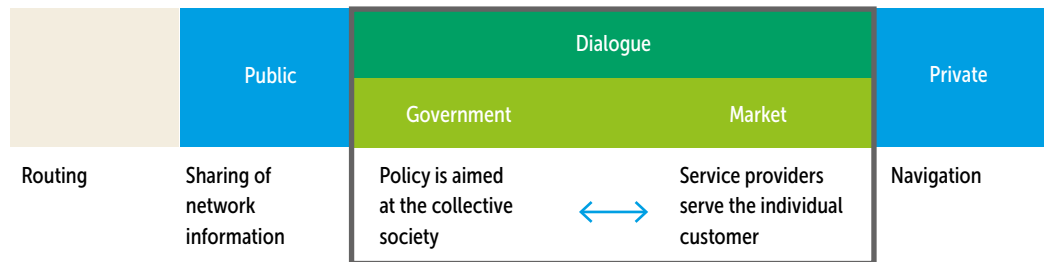 Public
Dialogue
Private
Government
Market
Routing
Sharing of
network
information
Policy is aimed
at the collective
society
Service providers
serve the individual
customer
Navigation